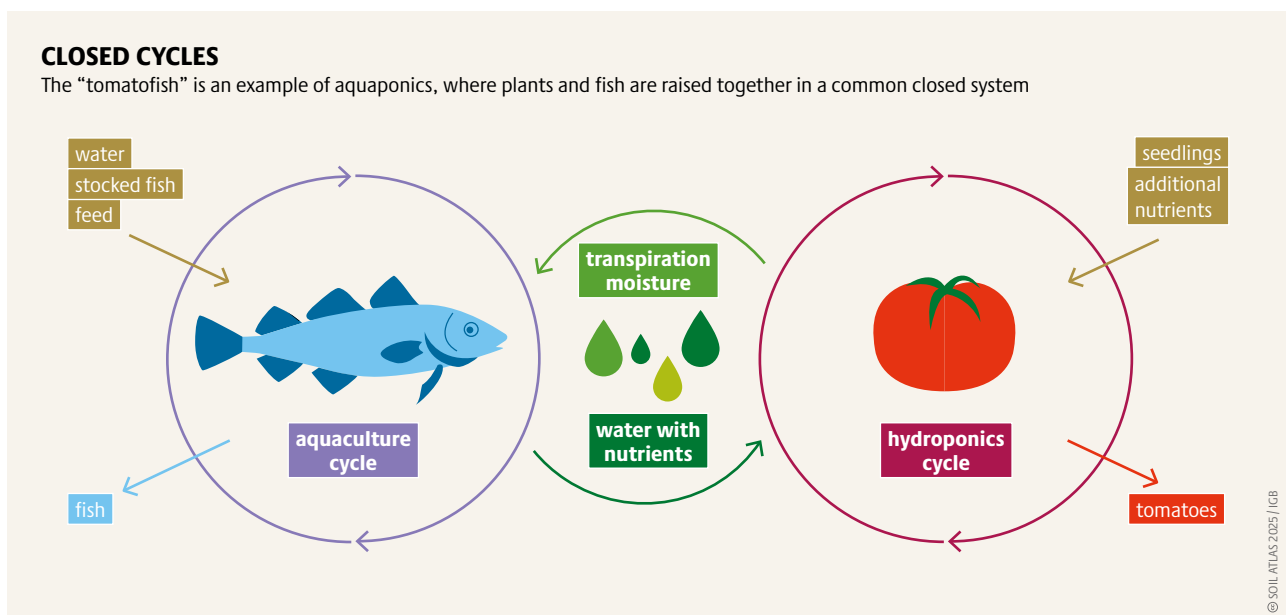 CLOSED CYCLES
The “tomatofish” is an example of aquaponics, where plants and fish are raised together in a common closed system
water
stocked fish
feed
seedlings
additional
nutrients
transpiration
moisture
aquaculture
cycle
water with
nutrients
hydroponics
cycle
fish
tomatoes
© SOIL ATLAS 2025 / IGB